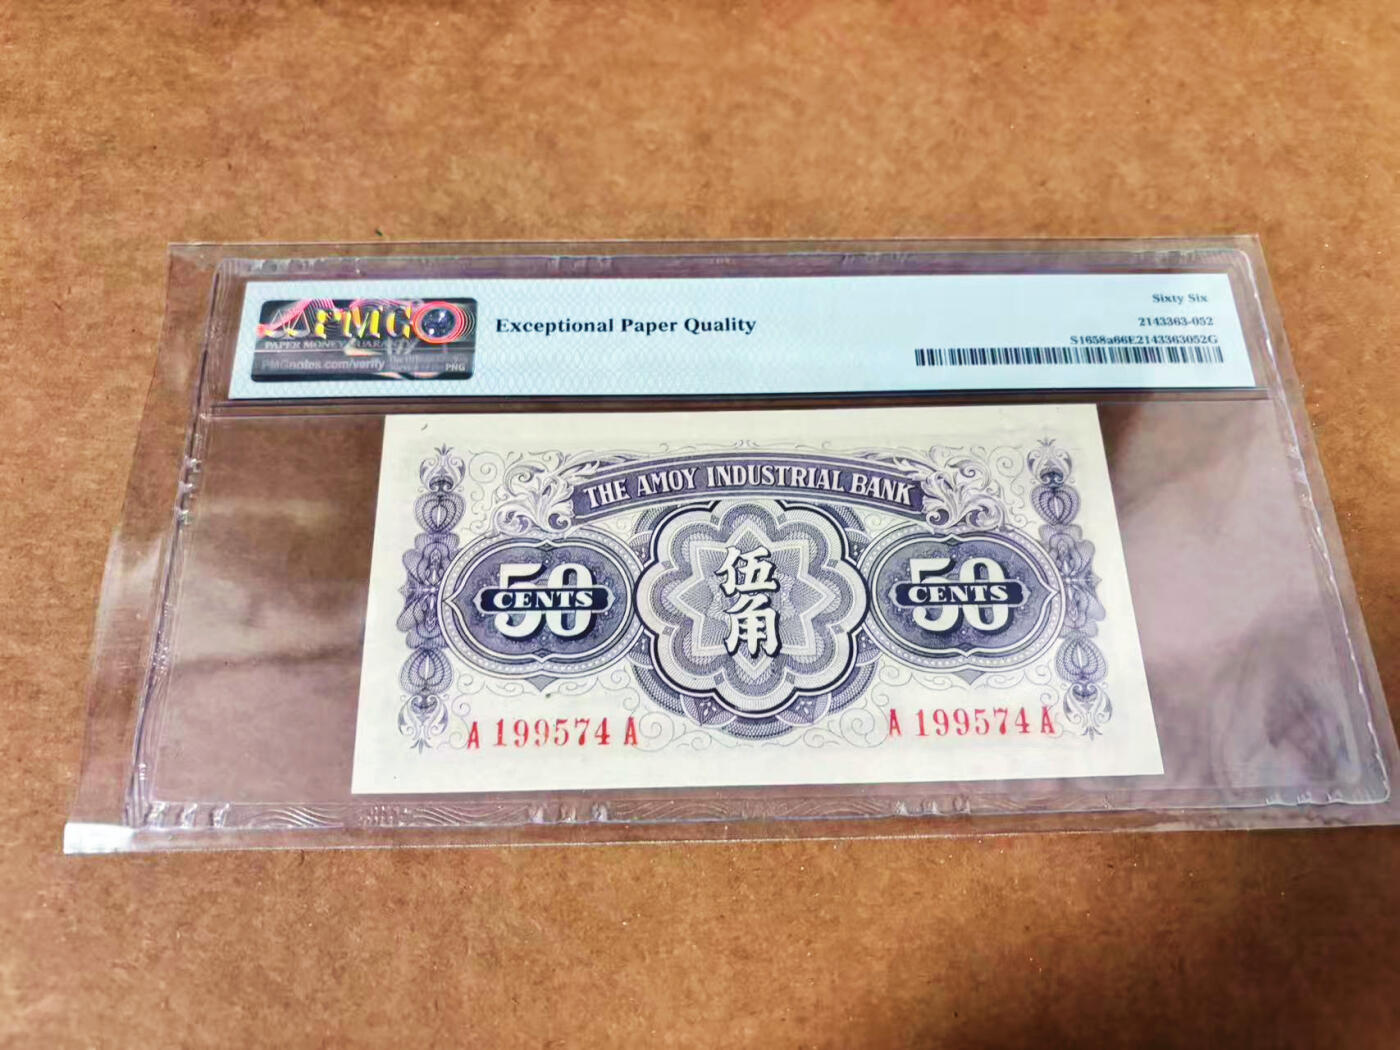 PMG
PAPER MONEY GUARANTY
PMGnotes.com/verify
PNG
Exceptional Paper Quality
Sixty Six
2143363-052
S1658a66E2143363052G
THE AMOY INDUSTRIAL BANK
50 CENTS
伍角
50 CENTS
A 199574 A
A 199574 A